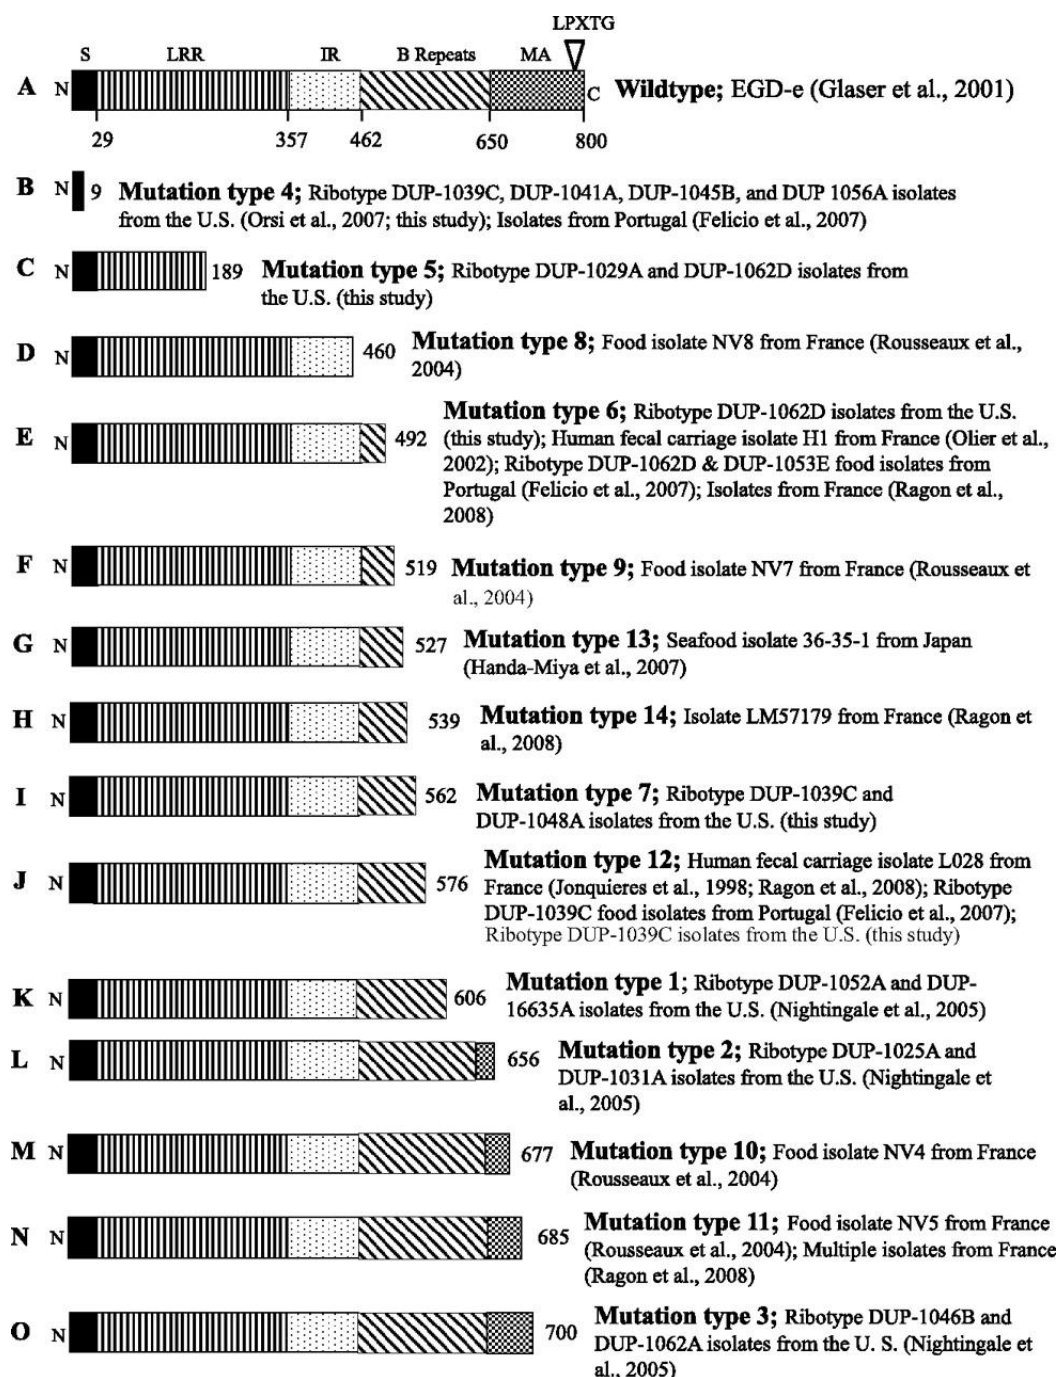 LPXTG
S LRR IR B Repeats MA
A N C Wildtype; EGD-e (Glaser et al., 2001)
29 357 462 650 800
B N 9 Mutation type 4; Ribotype DUP-1039C, DUP-1041A, DUP-1045B, and DUP 1056A isolates
from the U.S. (Orsi et al., 2007; this study); Isolates from Portugal (Felicio et al., 2007)
C N 189 Mutation type 5; Ribotype DUP-1029A and DUP-1062D isolates from
the U.S. (this study)
D N 460 Mutation type 8; Food isolate NV8 from France (Rousseaux et al.,
2004)
E N 492 Mutation type 6; Ribotype DUP-1062D isolates from the U.S.
(this study); Human fecal carriage isolate H1 from France (Olier et al.,
2002); Ribotype DUP-1062D & DUP-1053E food isolates from
Portugal (Felicio et al., 2007); Isolates from France (Ragon et al.,
2008)
F N 519 Mutation type 9; Food isolate NV7 from France (Rousseaux et
al., 2004)
G N 527 Mutation type 13; Seafood isolate 36-35-1 from Japan
(Handa-Miya et al., 2007)
H N 539 Mutation type 14; Isolate LM57179 from France (Ragon et
al., 2008)
I N 562 Mutation type 7; Ribotype DUP-1039C and
DUP-1048A isolates from the U.S. (this study)
J N 576 Mutation type 12; Human fecal carriage isolate L028 from
France (Jonquieres et al., 1998; Ragon et al., 2008); Ribotype
DUP-1039C food isolates from Portugal (Felicio et al., 2007);
Ribotype DUP-1039C isolates from the U.S. (this study)
K N 606 Mutation type 1; Ribotype DUP-1052A and DUP-
16635A isolates from the U.S. (Nightingale et al., 2005)
L N 656 Mutation type 2; Ribotype DUP-1025A and
DUP-1031A isolates from the U.S. (Nightingale et
al., 2005)
M N 677 Mutation type 10; Food isolate NV4 from France
(Rousseaux et al., 2004)
N N 685 Mutation type 11; Food isolate NV5 from France
(Rousseaux et al., 2004); Multiple isolates from France
(Ragon et al., 2008)
O N 700 Mutation type 3; Ribotype DUP-1046B and
DUP-1062A isolates from the U. S. (Nightingale et
al., 2005)